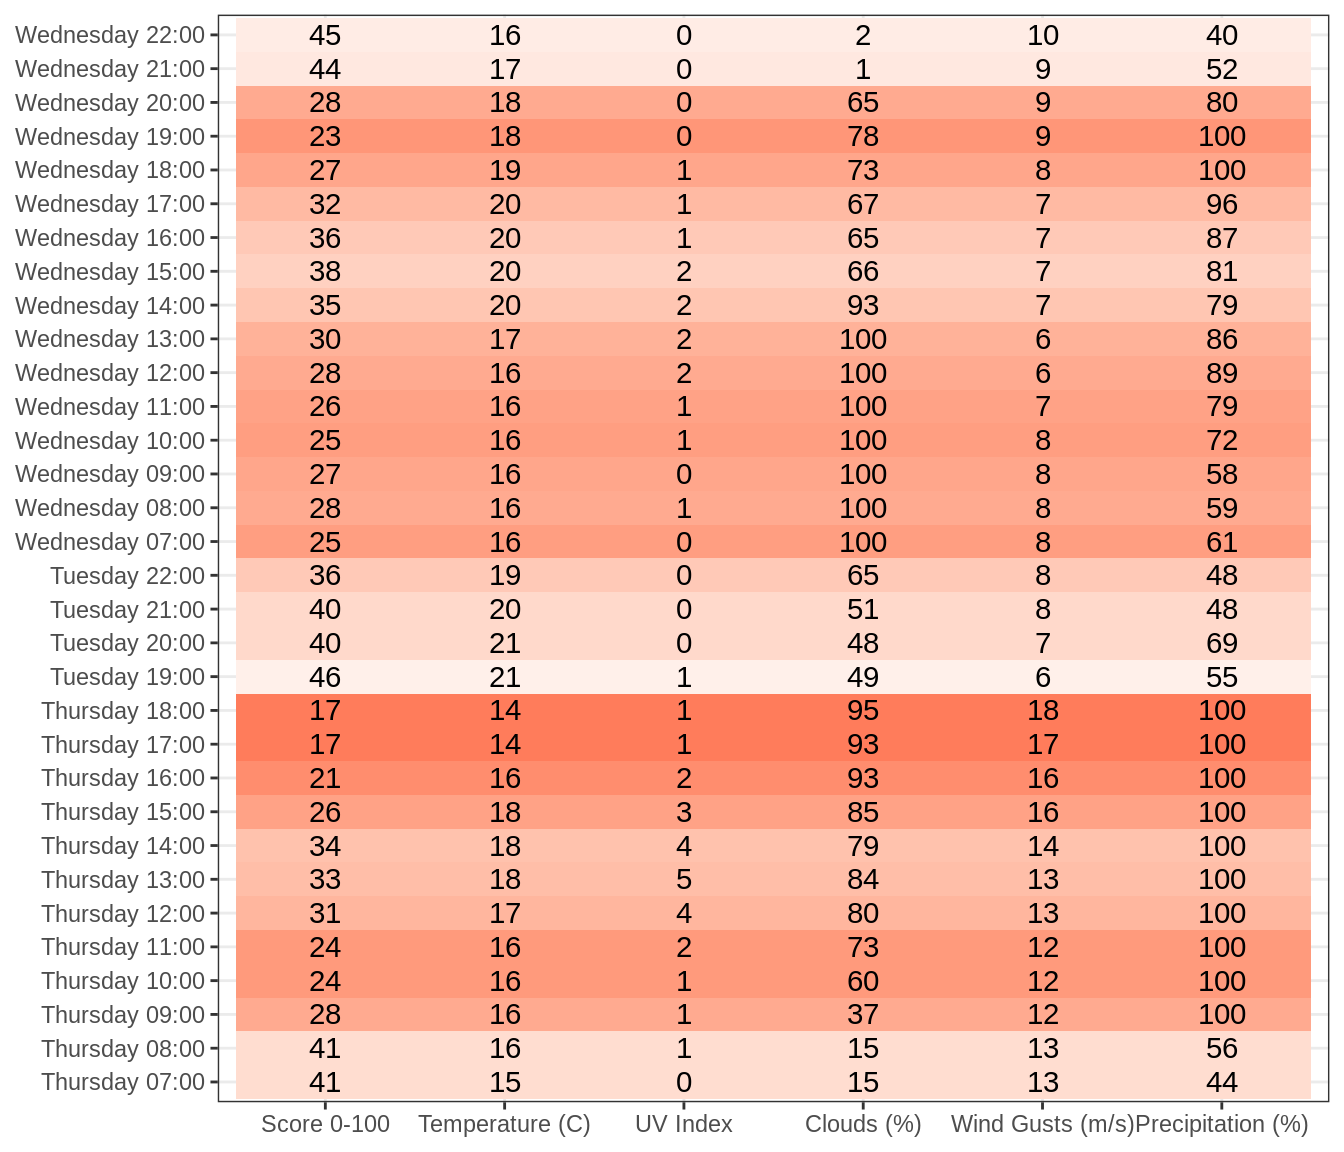 Wednesday 22:00 45 16 0 2 10 40
Wednesday 21:00 44 17 0 1 9 52
Wednesday 20:00 28 18 0 65 9 80
Wednesday 19:00 23 18 0 78 9 100
Wednesday 18:00 27 19 1 73 8 100
Wednesday 17:00 32 20 1 67 7 96
Wednesday 16:00 36 20 1 65 7 87
Wednesday 15:00 38 20 2 66 7 81
Wednesday 14:00 35 20 2 93 7 79
Wednesday 13:00 30 17 2 100 6 86
Wednesday 12:00 28 16 2 100 6 89
Wednesday 11:00 26 16 1 100 7 79
Wednesday 10:00 25 16 1 100 8 72
Wednesday 09:00 27 16 0 100 8 58
Wednesday 08:00 28 16 1 100 8 59
Wednesday 07:00 25 16 0 100 8 61
Tuesday 22:00 36 19 0 65 8 48
Tuesday 21:00 40 20 0 51 8 48
Tuesday 20:00 40 21 0 48 7 69
Tuesday 19:00 46 21 1 49 6 55
Thursday 18:00 17 14 1 95 18 100
Thursday 17:00 17 14 1 93 17 100
Thursday 16:00 21 16 2 93 16 100
Thursday 15:00 26 18 3 85 16 100
Thursday 14:00 34 18 4 79 14 100
Thursday 13:00 33 18 5 84 13 100
Thursday 12:00 31 17 4 80 13 100
Thursday 11:00 24 16 2 73 12 100
Thursday 10:00 24 16 1 60 12 100
Thursday 09:00 28 16 1 37 12 100
Thursday 08:00 41 16 1 15 13 56
Thursday 07:00 41 15 0 15 13 44
Score 0-100 Temperature (C) UV Index Clouds (%) Wind Gusts (m/s) Precipitation (%)